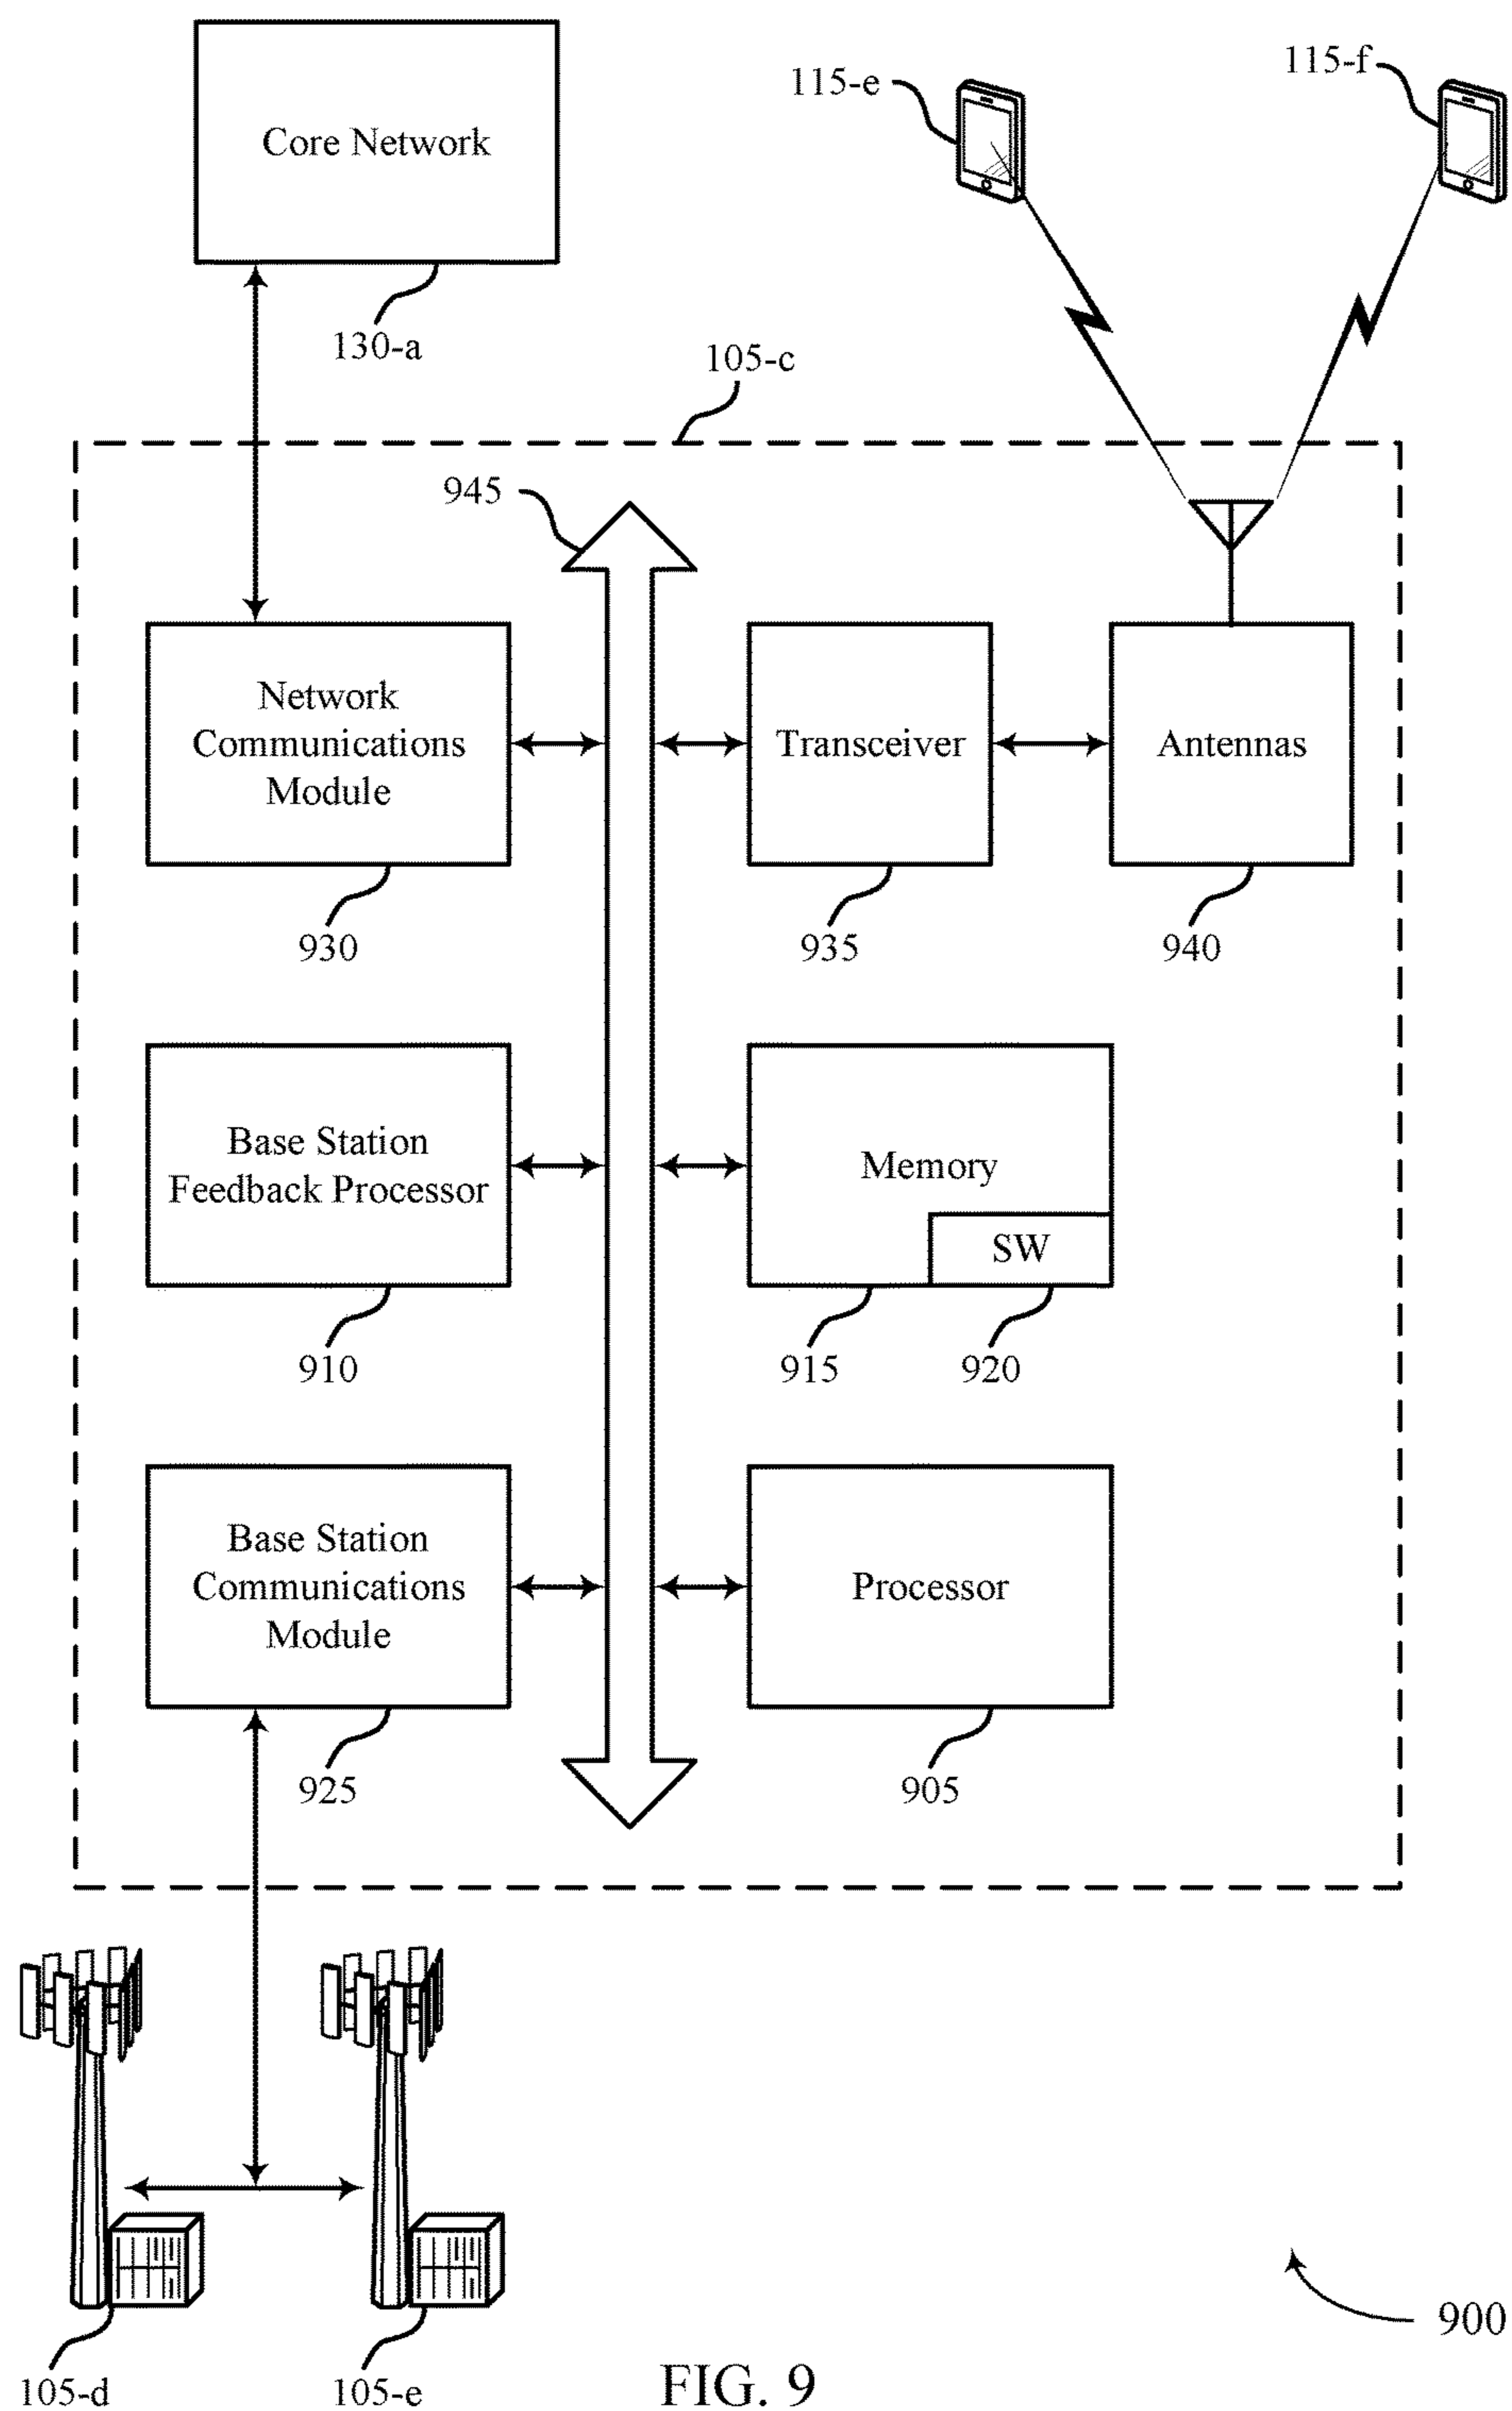 Core Network
130-a
115-e
115-f
105-c
945
Network
Communications
Module
930
Transceiver
935
Antennas
940
Base Station
Feedback Processor
910
Memory
SW
915
920
Base Station
Communications
Module
925
Processor
905
105-d
105-e
900
FIG. 9